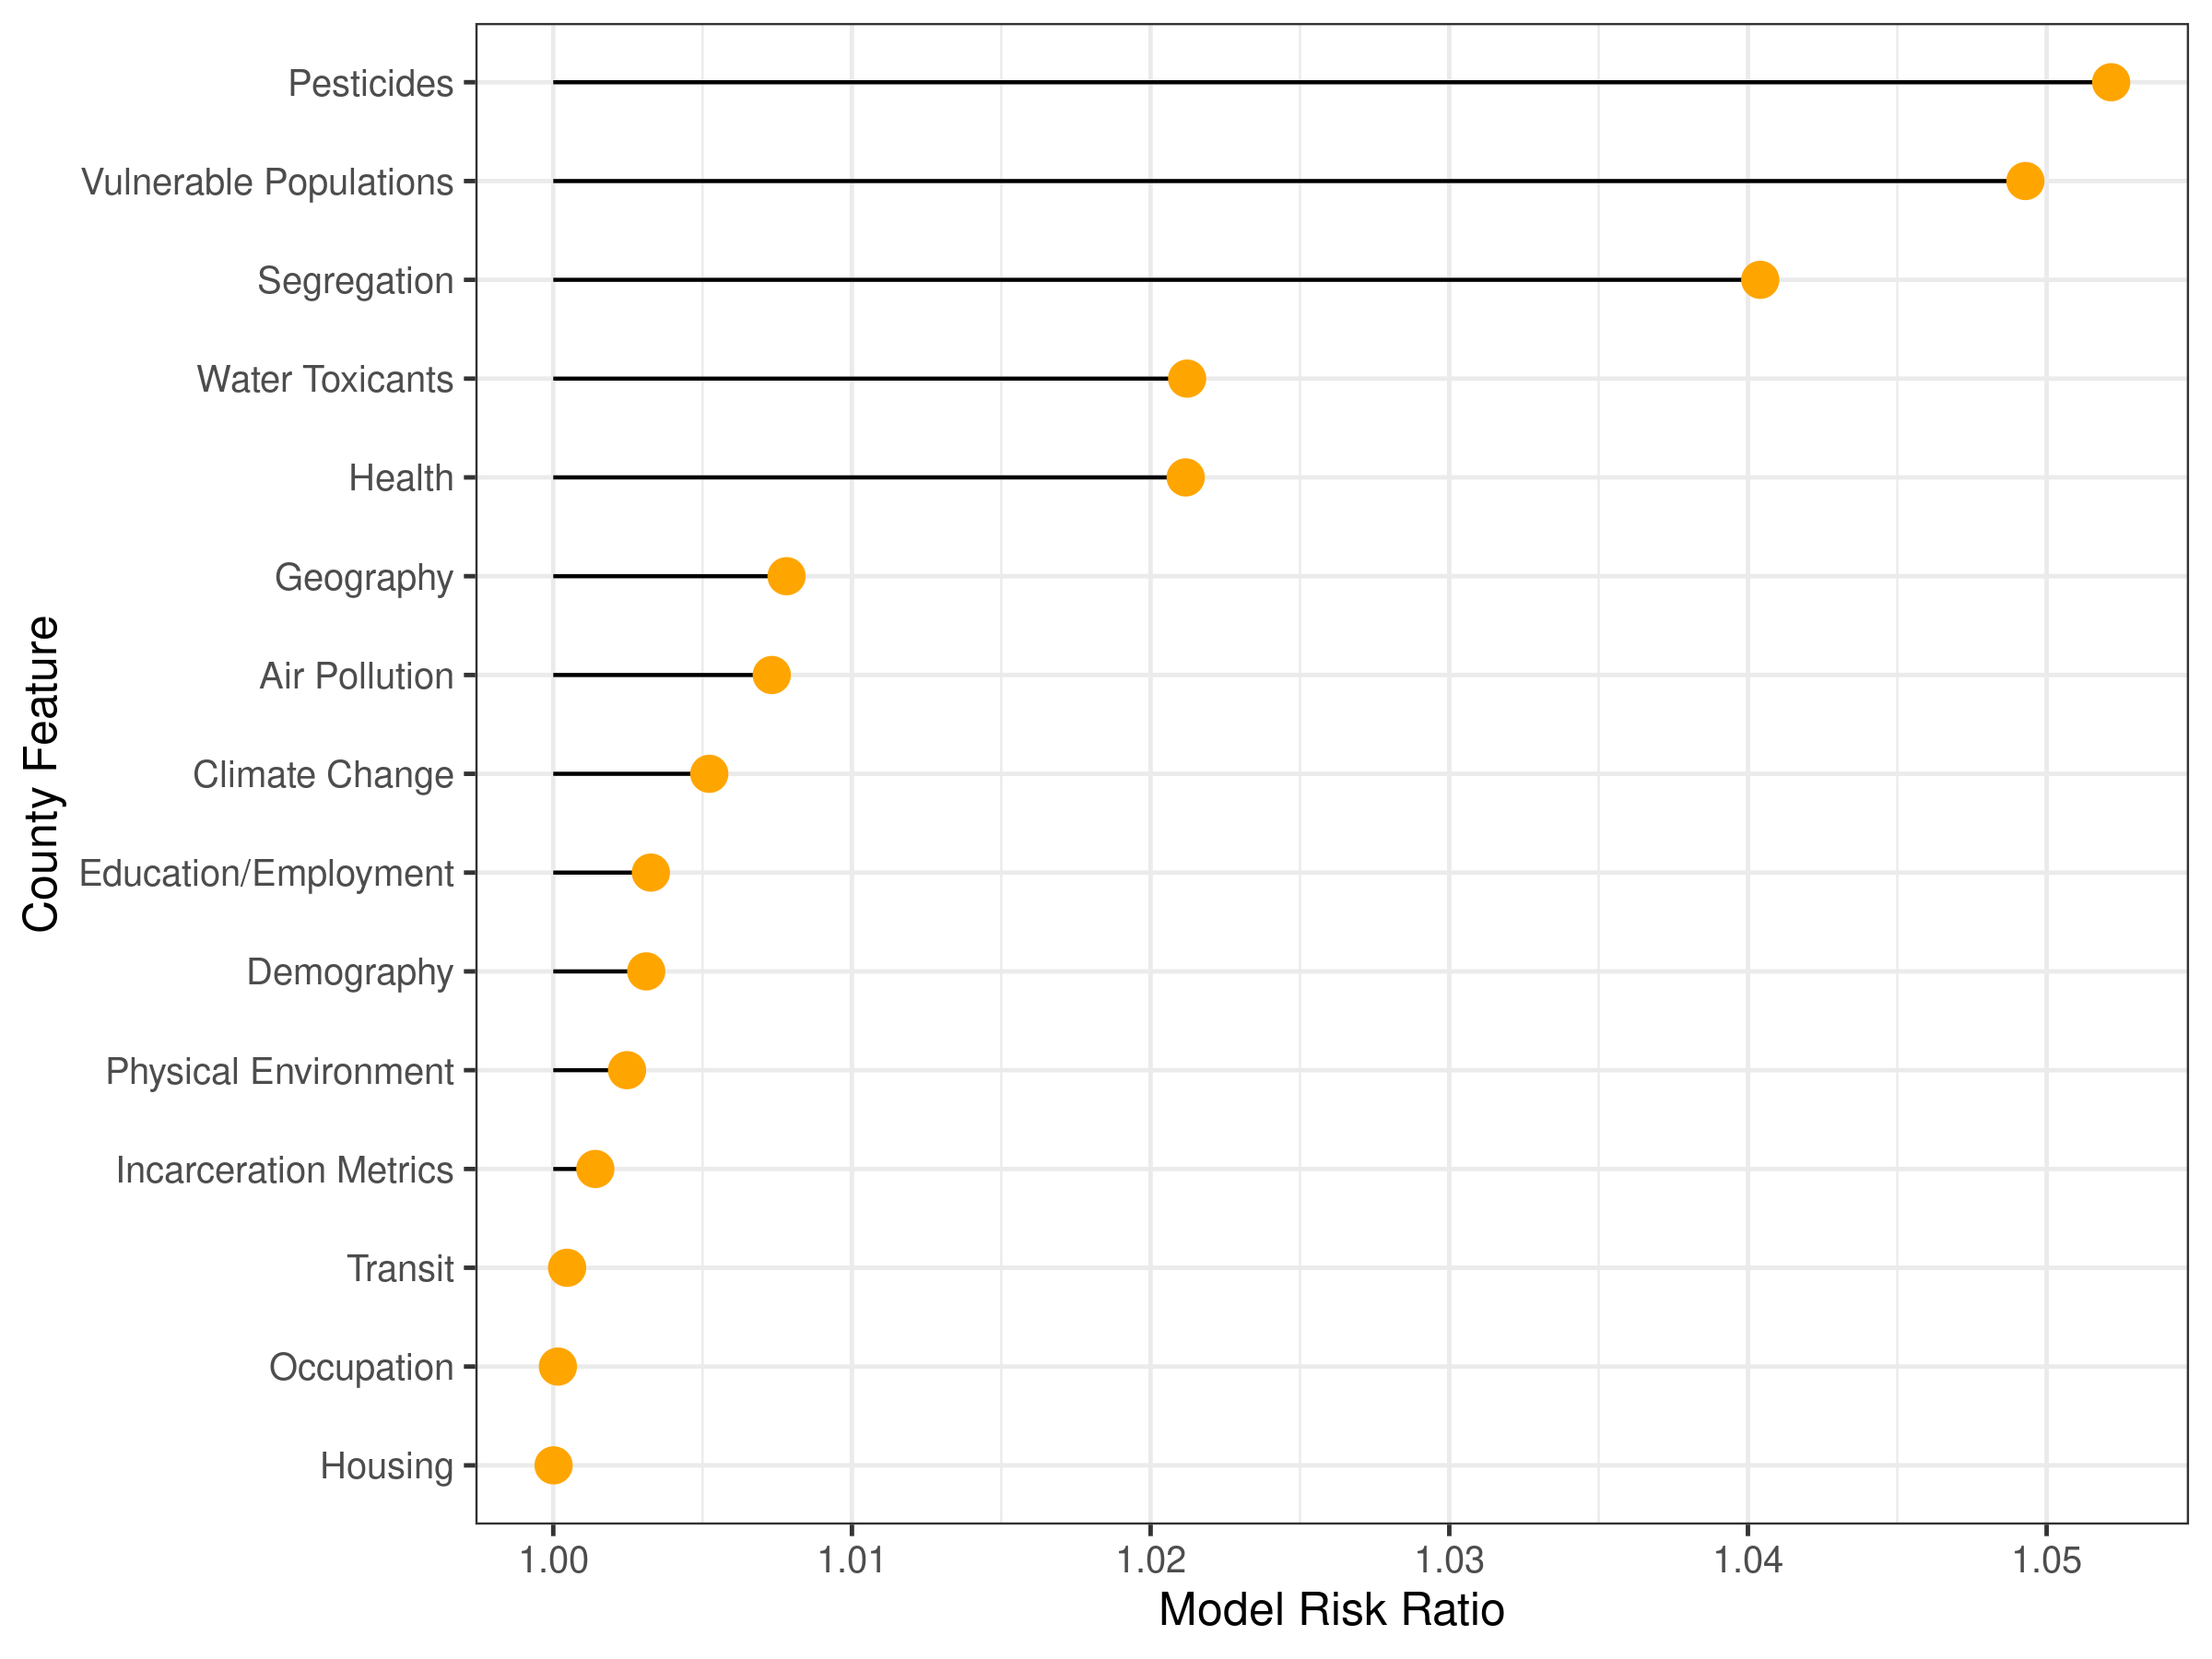 County Feature
Pesticides
Vulnerable Populations
Segregation
Water Toxicants
Health
Geography
Air Pollution
Climate Change
Education/Employment
Demography
Physical Environment
Incarceration Metrics
Transit
Occupation
Housing
1.00 1.01 1.02 1.03 1.04 1.05
Model Risk Ratio